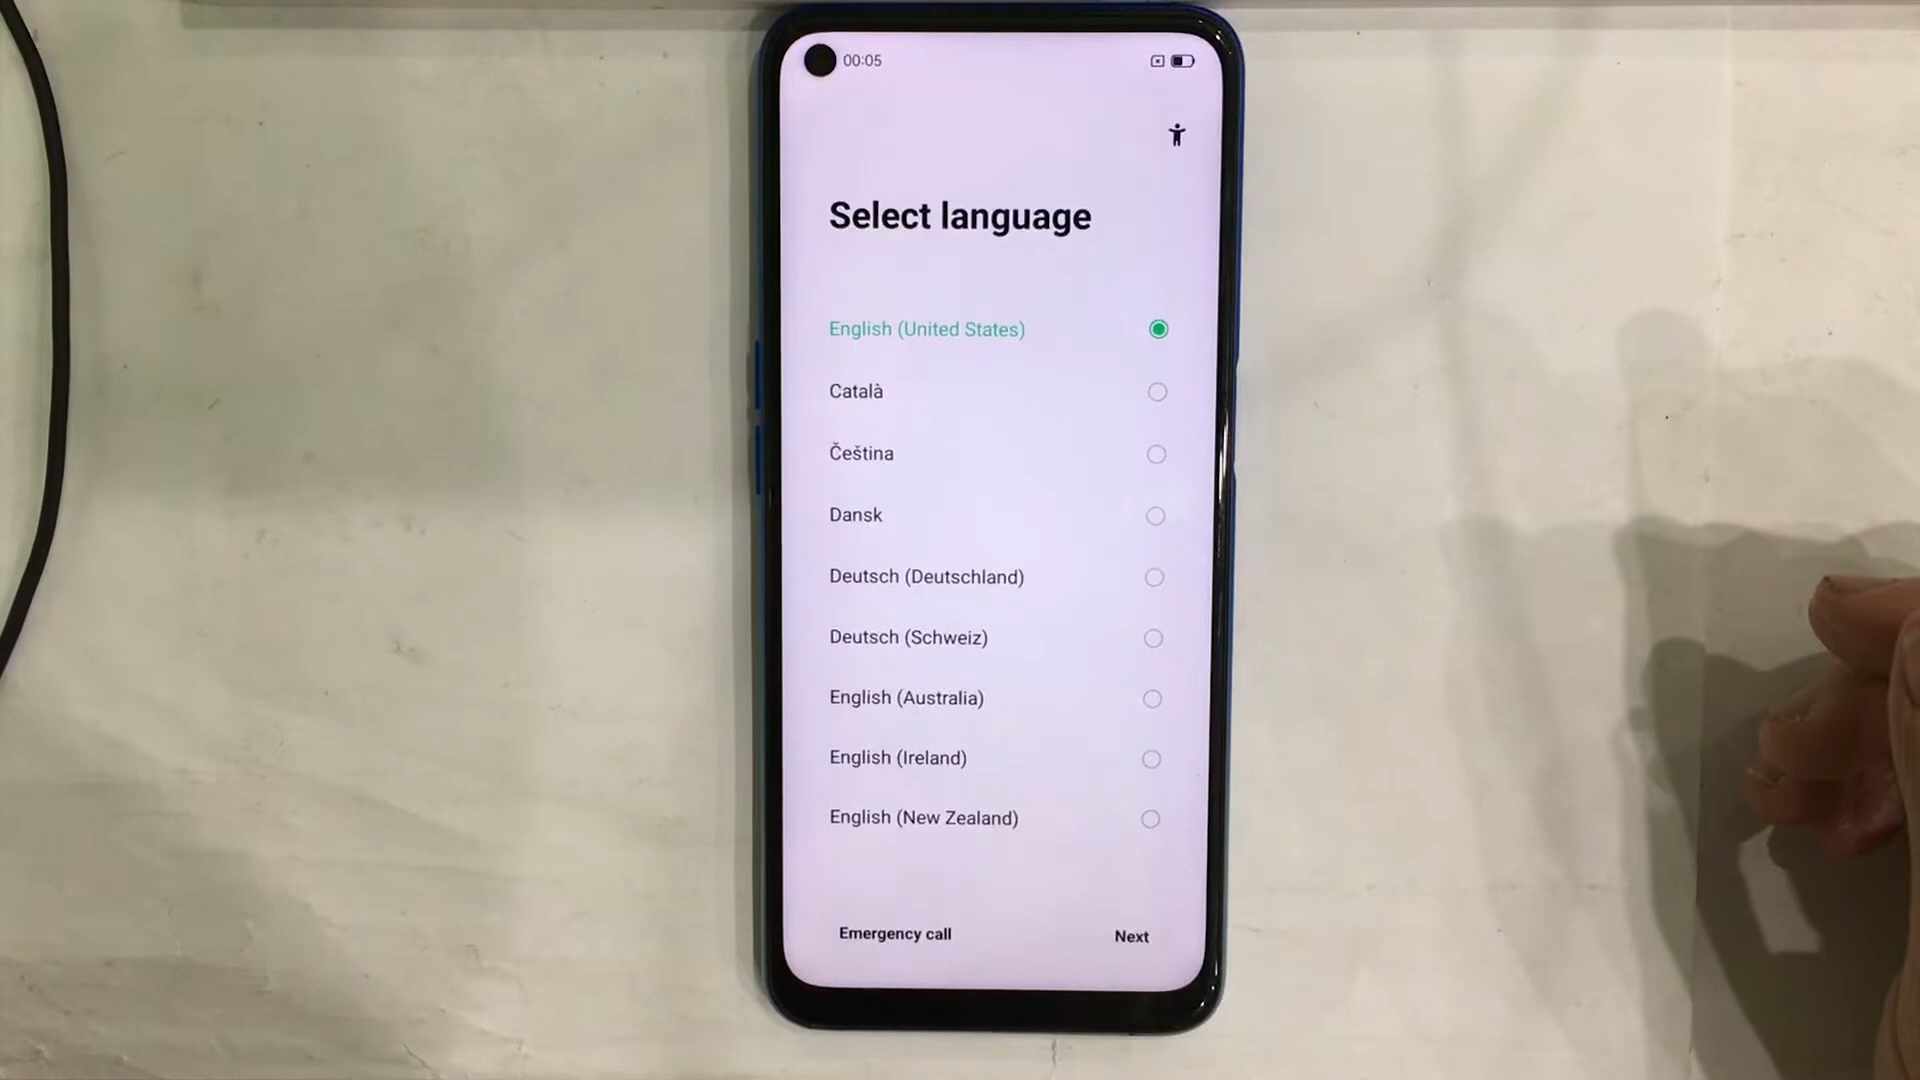 00:05
Select language
English (United States)
Català
Čeština
Dansk
Deutsch (Deutschland)
Deutsch (Schweiz)
English (Australia)
English (Ireland)
English (New Zealand)
Emergency call
Next